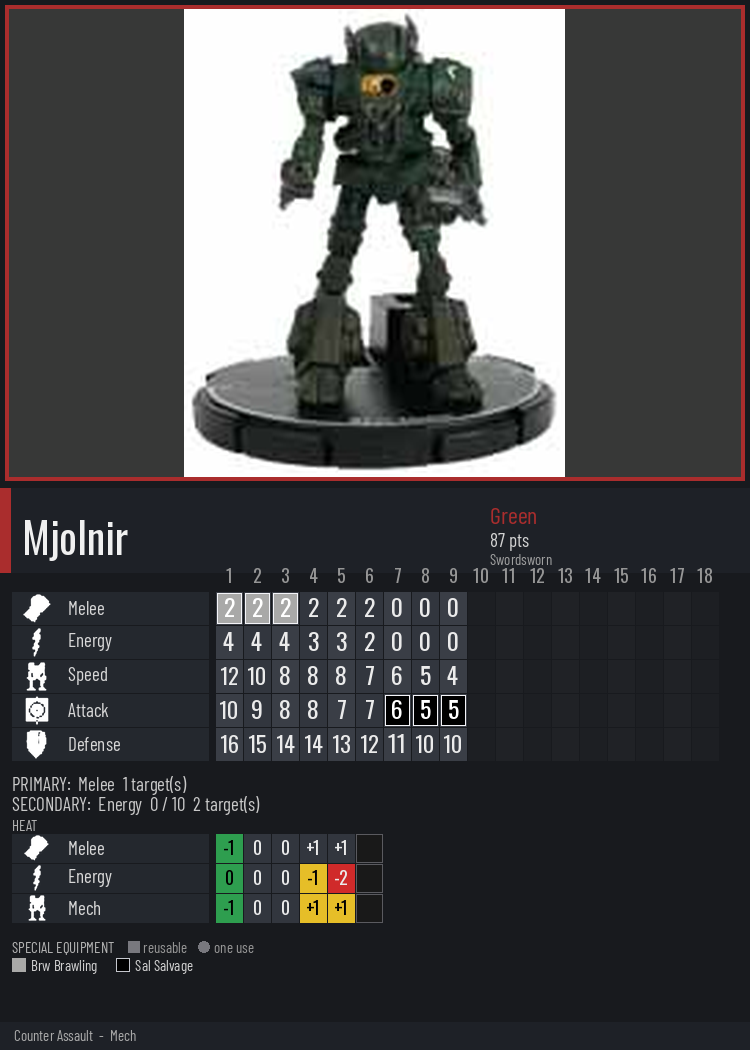 Mjolnir
Green
87 pts
Swordsworn
1 2 3 4 5 6 7 8 9 10 11 12 13 14 15 16 17 18
Melee 2 2 2 2 2 2 0 0 0
Energy 4 4 4 3 3 2 0 0 0
Speed 12 10 8 8 8 7 6 5 4
Attack 10 9 8 8 7 7 6 5 5
Defense 16 15 14 14 13 12 11 10 10
PRIMARY: Melee 1 target(s)
SECONDARY: Energy 0 / 10 2 target(s)
HEAT
Melee -1 0 0 +1 +1
Energy 0 0 0 -1 -2
Mech -1 0 0 +1 +1
SPECIAL EQUIPMENT reusable one use
Brw Brawling Sal Salvage
Counter Assault - Mech